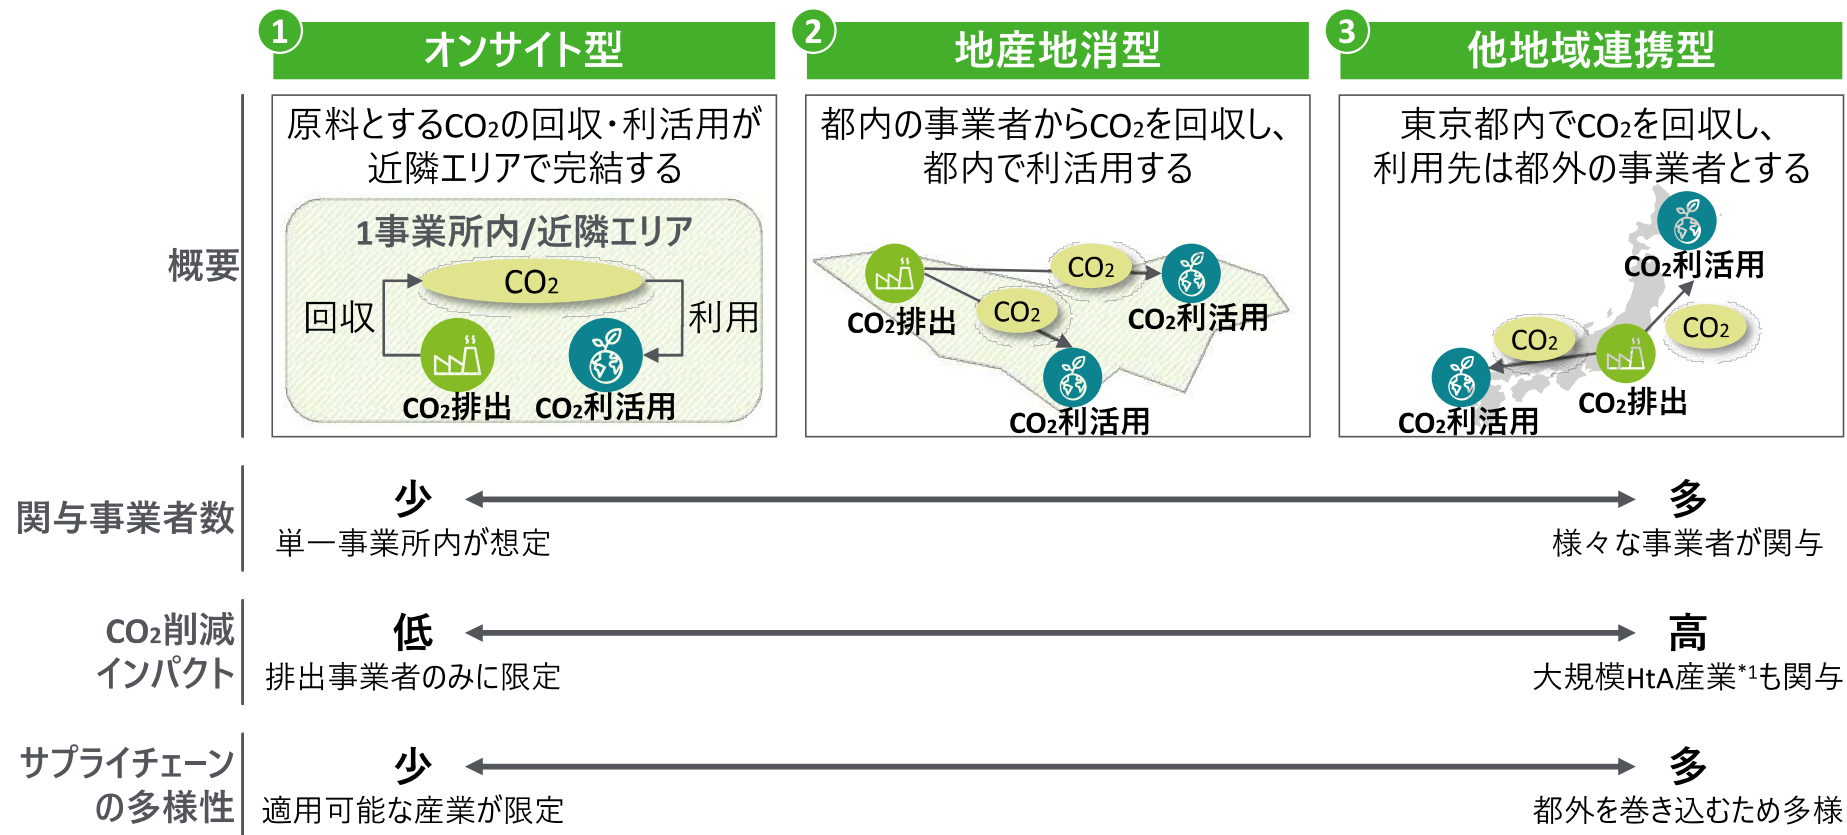 1
オンサイト型
2
地産地消型
3
他地域連携型
概要
原料とするCO₂の回収・利活用が
近隣エリアで完結する
1事業所内/近隣エリア
CO₂
回収
利用
CO₂排出
CO₂利活用
都内の事業者からCO₂を回収し、
都内で利活用する
CO₂
CO₂
CO₂排出
CO₂利活用
CO₂利活用
東京都内でCO₂を回収し、
利用先は都外の事業者とする
CO₂利活用
CO₂
CO₂
CO₂排出
CO₂利活用
関与事業者数
少
単一事業所内が想定
多
様々な事業者が関与
CO₂削減
インパクト
低
排出事業者のみに限定
高
大規模HtA産業*1も関与
サプライチェーン
の多様性
少
適用可能な産業が限定
多
都外を巻き込むため多様